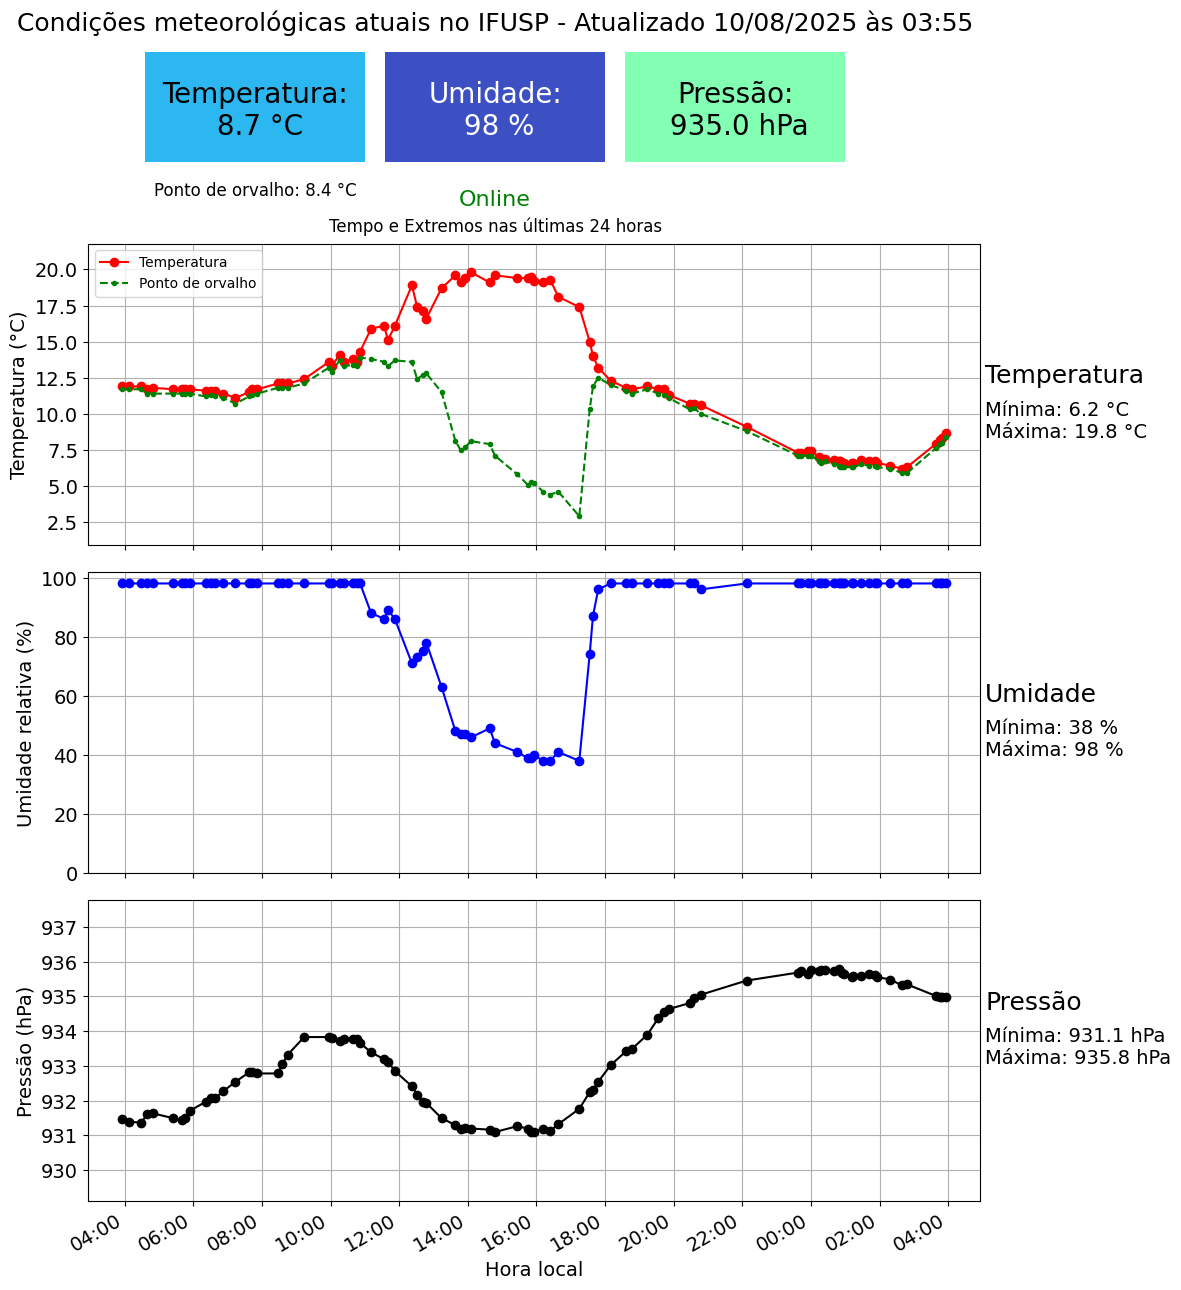 Condições meteorológicas atuais no IFUSP - Atualizado 10/08/2025 às 03:55
Temperatura:
8.7 °C
Umidade:
98 %
Pressão:
935.0 hPa
Ponto de orvalho: 8.4 °C
Online
Tempo e Extremos nas últimas 24 horas
Temperatura
Ponto de orvalho
Temperatura (°C)
20.0
17.5
15.0
12.5
10.0
7.5
5.0
2.5
Temperatura
Mínima: 6.2 °C
Máxima: 19.8 °C
Umidade relativa (%)
100
80
60
40
20
0
Umidade
Mínima: 38 %
Máxima: 98 %
Pressão (hPa)
937
936
935
934
933
932
931
930
Pressão
Mínima: 931.1 hPa
Máxima: 935.8 hPa
04:00 06:00 08:00 10:00 12:00 14:00 16:00 18:00 20:00 22:00 00:00 02:00 04:00
Hora local